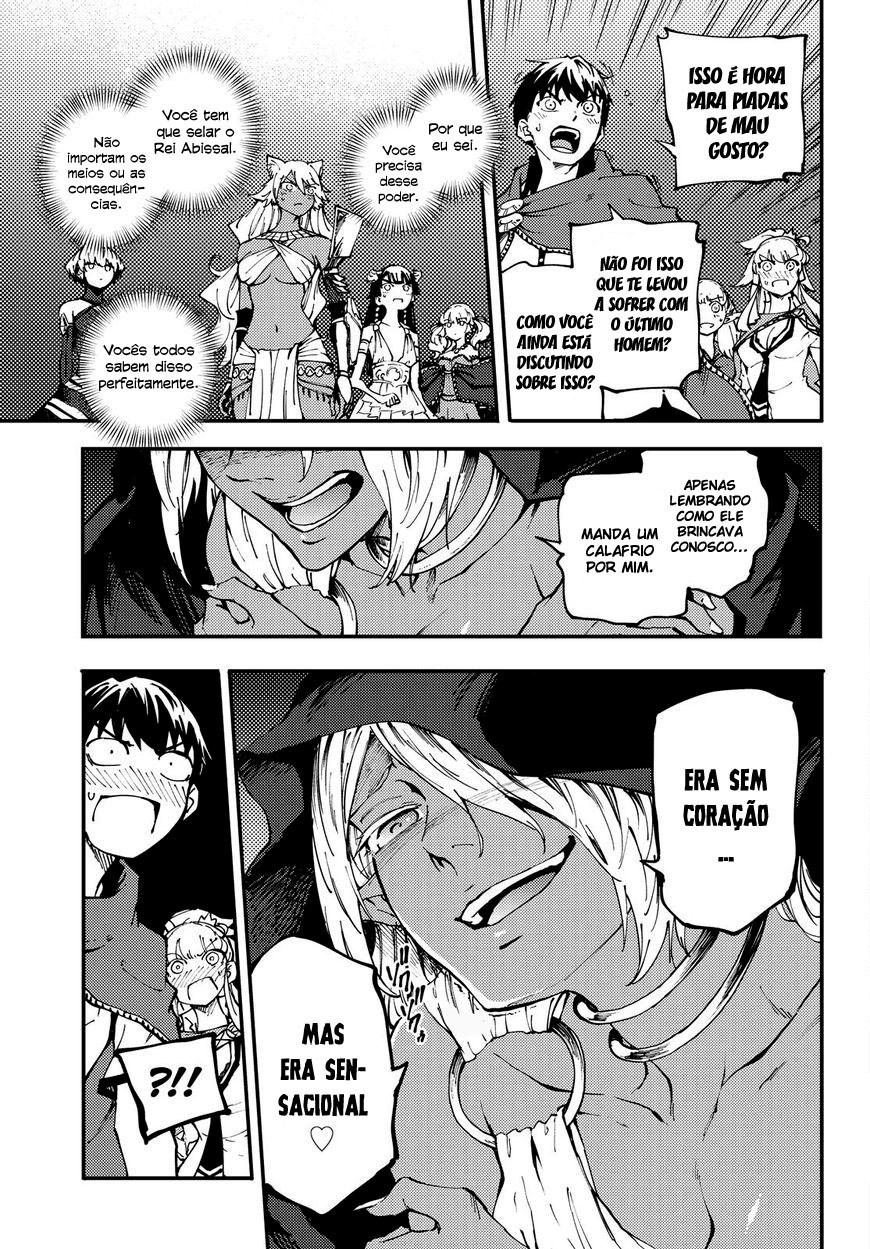 ISSO É HORA
PARA PIADAS
DE MAU
GOSTO?
NÃO FOI ISSO
QUE TE LEVOU
A SOFRER COM
O ÚLTIMO
HOMEM?
COMO VOCÊ
AINDA ESTÁ
DISCUTINDO
SOBRE ISSO?
Por que
eu sei.
Você
precisa
desse
poder.
Você tem
que selar o
Rei Abissal.
Não
importam os
meios ou as
consequên-
cias.
Vocês todos
sabem disso
perfeitamente.
APENAS
LEMBRANDO
COMO ELE
BRINCAVA
CONOSCO...
MANDA UM
CALAFRIO
POR MIM.
ERA SEM
CORAÇÃO
...
MAS
ERA SEN-
SACIONAL
♡
?!!